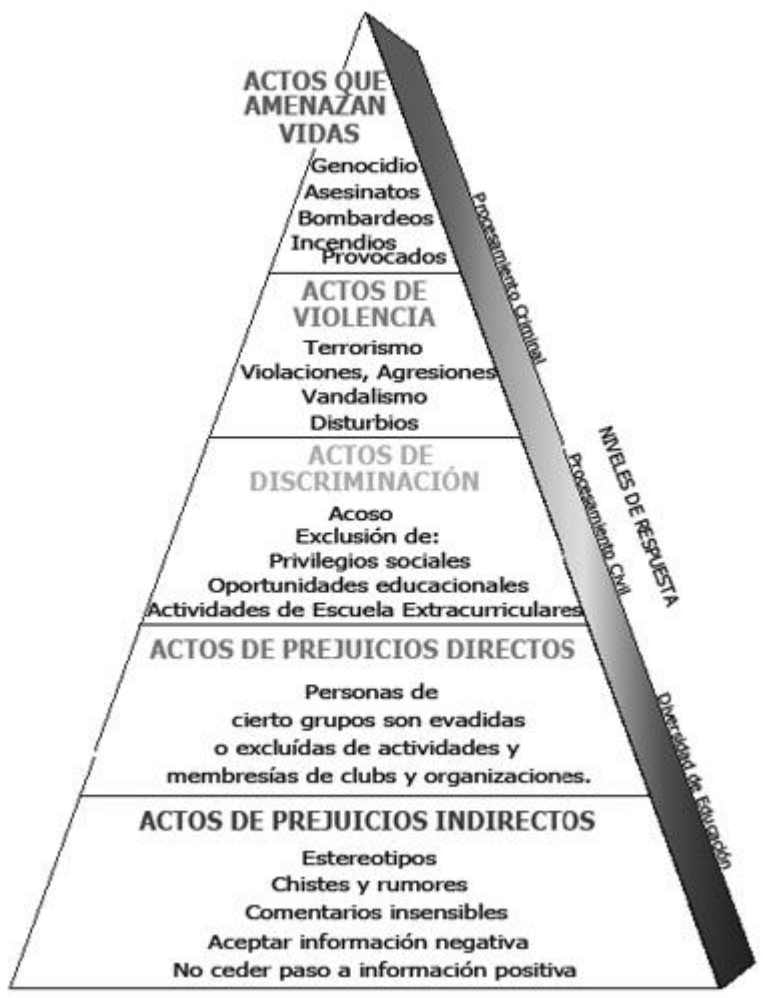 ACTOS QUE
AMENAZAN
VIDAS
Genocidio
Asesinatos
Bombardeos
Incendios
Provocados
ACTOS DE
VIOLENCIA
Terrorismo
Violaciones, Agresiones
Vandalismo
Disturbios
ACTOS DE
DISCRIMINACIÓN
Acoso
Exclusión de:
Privilegios sociales
Oportunidades educacionales
Actividades de Escuela Extracurriculares
ACTOS DE PREJUICIOS DIRECTOS
Personas de
cierto grupos son evadidas
o excluídas de actividades y
membresías de clubs y organizaciones.
ACTOS DE PREJUICIOS INDIRECTOS
Estereotipos
Chistes y rumores
Comentarios insensibles
Aceptar información negativa
No ceder paso a información positiva
Procesamiento Criminal
Procesamiento Civil
Diversidad de Educación
NIVELES DE RESPUESTA